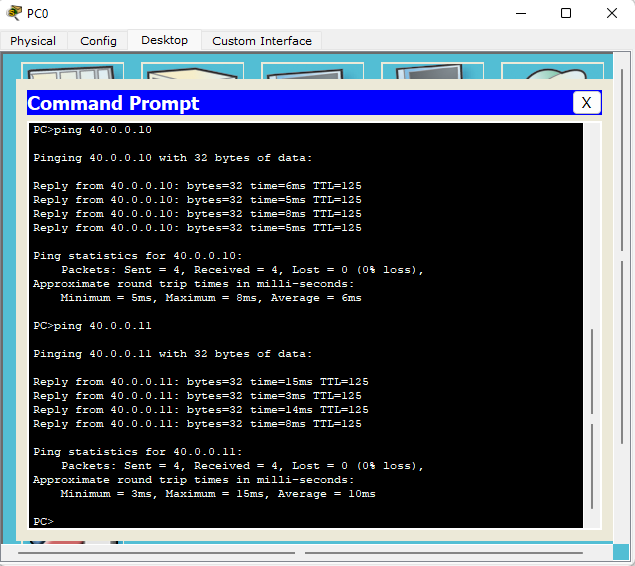 PC0
Physical Config Desktop Custom Interface
Command Prompt X
PC>ping 40.0.0.10
Pinging 40.0.0.10 with 32 bytes of data:
Reply from 40.0.0.10: bytes=32 time=6ms TTL=125
Reply from 40.0.0.10: bytes=32 time=5ms TTL=125
Reply from 40.0.0.10: bytes=32 time=8ms TTL=125
Reply from 40.0.0.10: bytes=32 time=5ms TTL=125
Ping statistics for 40.0.0.10:
Packets: Sent = 4, Received = 4, Lost = 0 (0% loss),
Approximate round trip times in milli-seconds:
Minimum = 5ms, Maximum = 8ms, Average = 6ms
PC>ping 40.0.0.11
Pinging 40.0.0.11 with 32 bytes of data:
Reply from 40.0.0.11: bytes=32 time=15ms TTL=125
Reply from 40.0.0.11: bytes=32 time=3ms TTL=125
Reply from 40.0.0.11: bytes=32 time=14ms TTL=125
Reply from 40.0.0.11: bytes=32 time=8ms TTL=125
Ping statistics for 40.0.0.11:
Packets: Sent = 4, Received = 4, Lost = 0 (0% loss),
Approximate round trip times in milli-seconds:
Minimum = 3ms, Maximum = 15ms, Average = 10ms
PC>